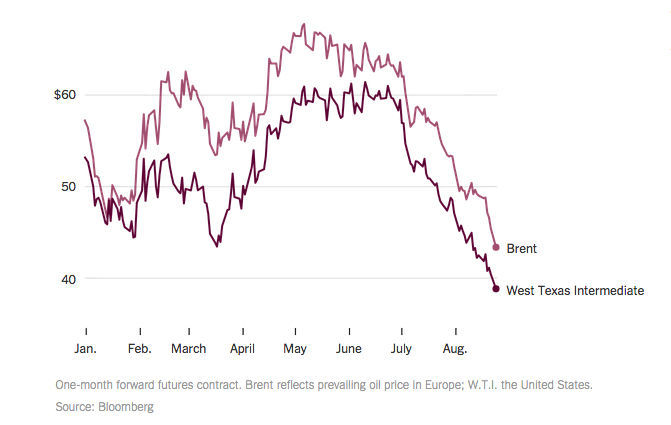 $60
50
40
Brent
West Texas Intermediate
Jan. Feb. March April May June July Aug.
One-month forward futures contract. Brent reflects prevailing oil price in Europe; W.T.I. the United States.
Source: Bloomberg